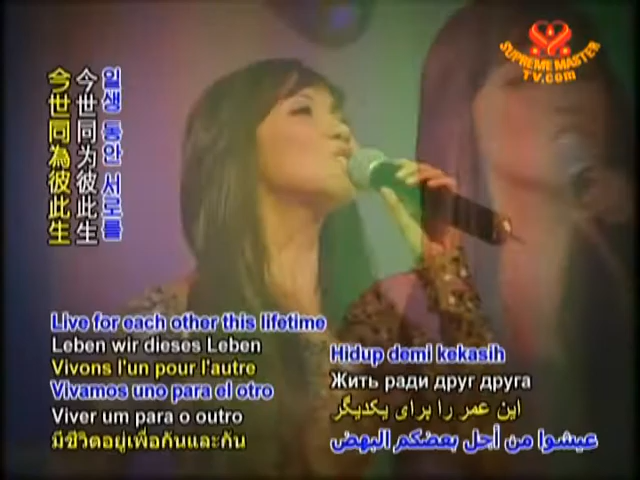 SUPREME MASTER
TV.com
今世同為彼此生
今世同为彼此生
일생 동안 서로를
Live for each other this lifetime
Leben wir dieses Leben
Vivons l'un pour l'autre
Vivamos uno para el otro
Viver um para o outro
มีชีวิตอยู่เพื่อกันและกัน
Hidup demi kekasih
Жить ради друг друга
این عمر را برای یکدیگر
عيشوا من أجل بعضكم البهض